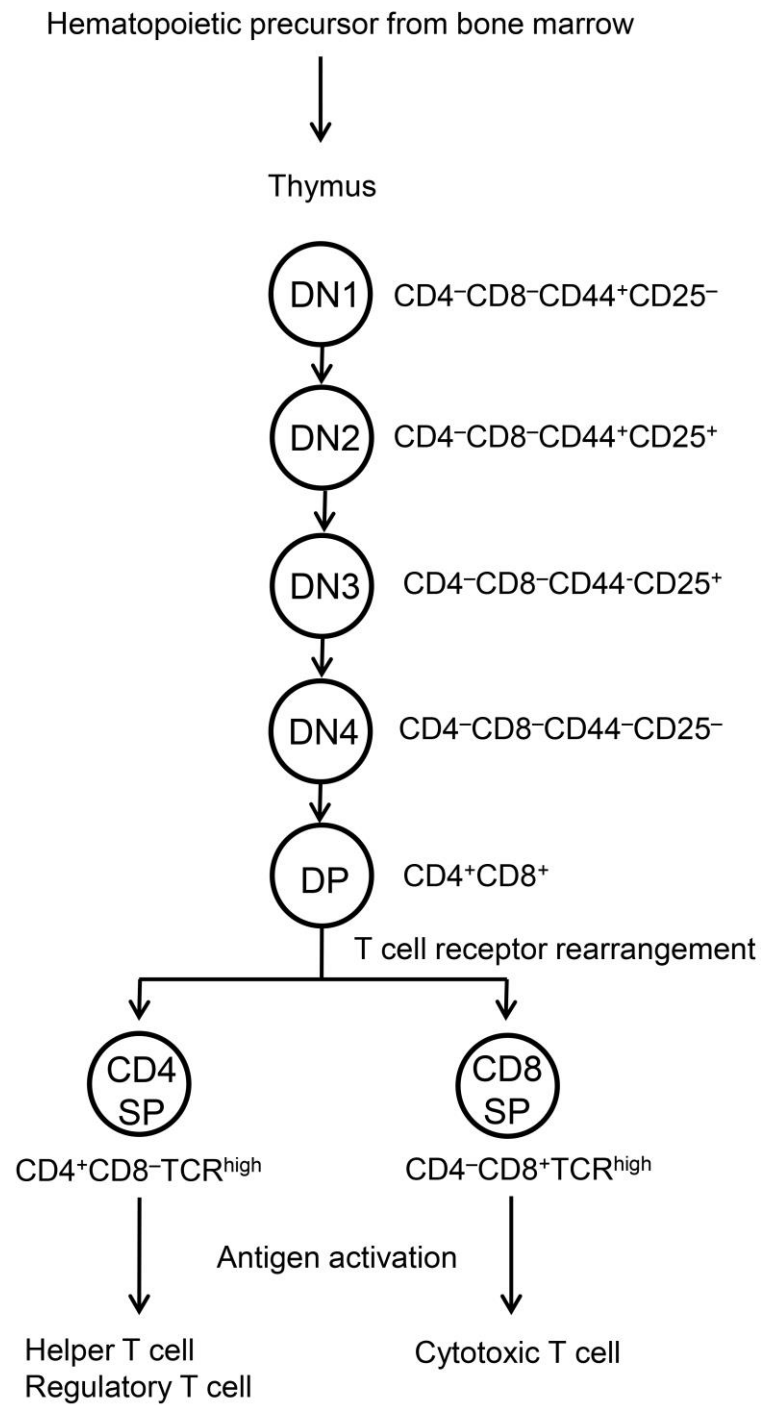 Hematopoietic precursor from bone marrow
Thymus
DN1 CD4⁻CD8⁻CD44⁺CD25⁻
DN2 CD4⁻CD8⁻CD44⁺CD25⁺
DN3 CD4⁻CD8⁻CD44⁻CD25⁺
DN4 CD4⁻CD8⁻CD44⁻CD25⁻
DP CD4⁺CD8⁺
T cell receptor rearrangement
CD4
SP
CD8
SP
CD4⁺CD8⁻TCRʰⁱᵍʰ
CD4⁻CD8⁺TCRʰⁱᵍʰ
Antigen activation
Helper T cell
Regulatory T cell
Cytotoxic T cell